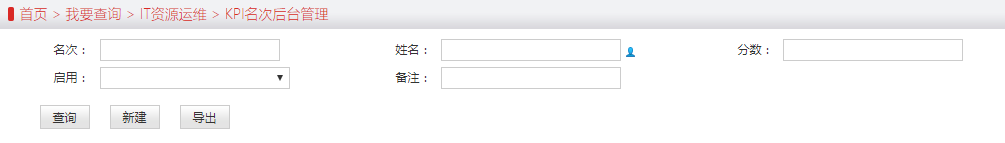 首页 > 我要查询 > IT资源运维 > KPI名次后台管理
名次： 姓名： 分数：
启用： 备注：
查询 新建 导出